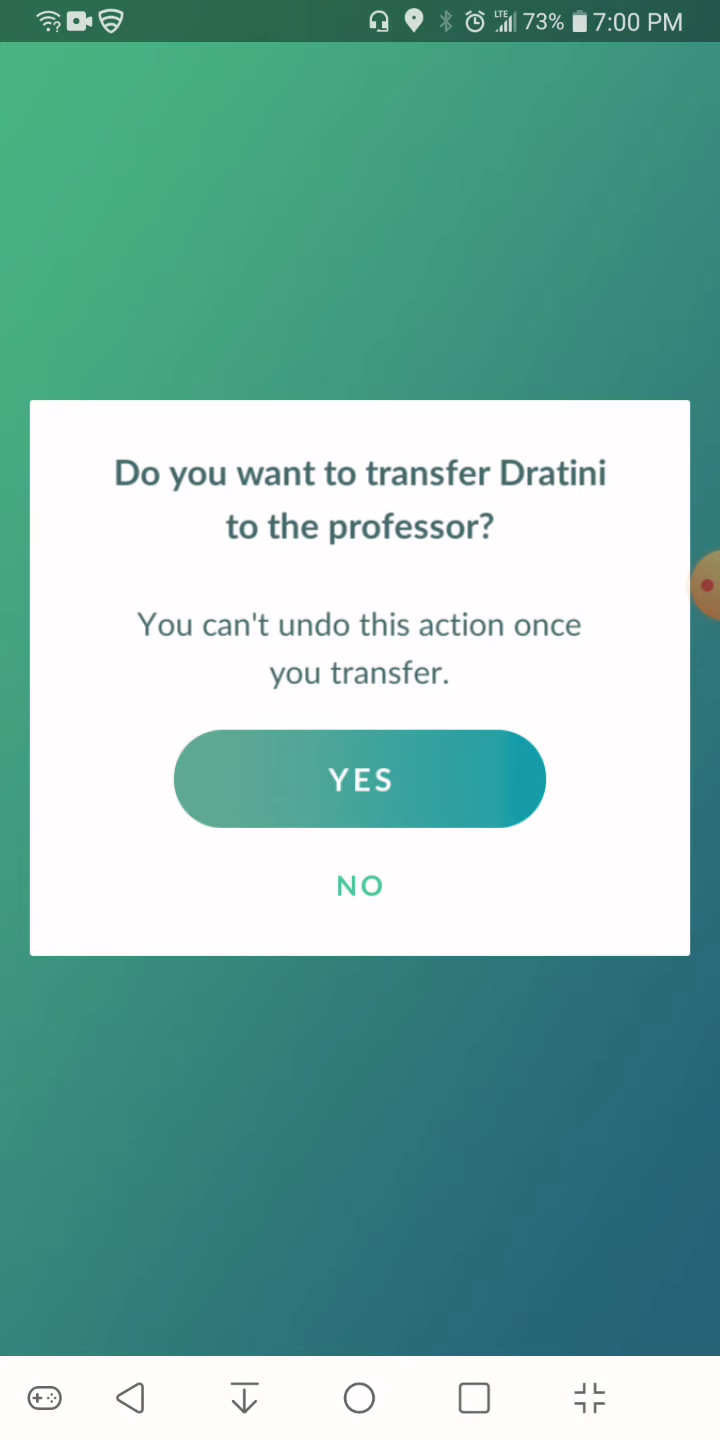 LTE 73% 7:00 PM
Do you want to transfer Dratini
to the professor?
You can't undo this action once
you transfer.
YES
NO